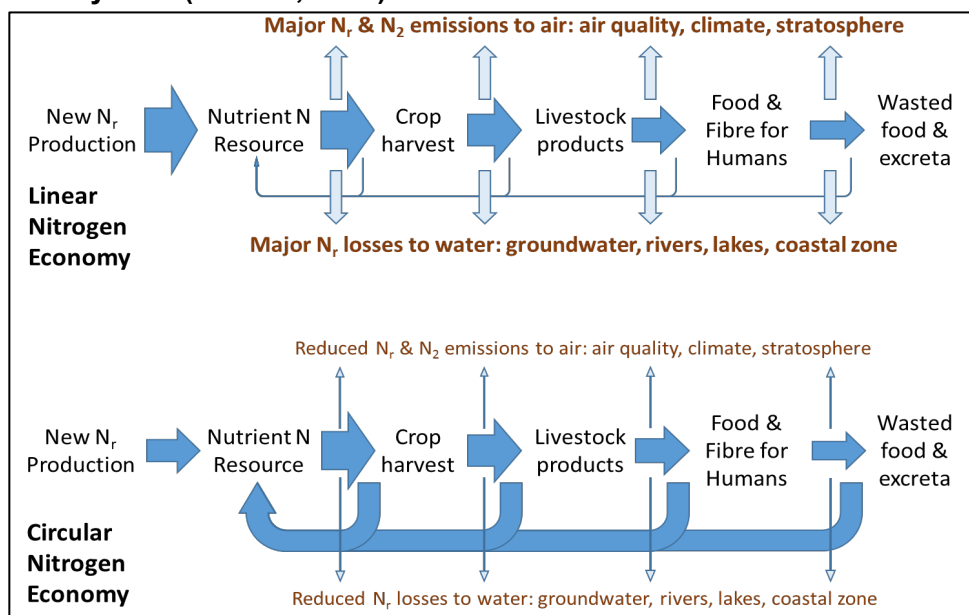 Major Nr & N2 emissions to air: air quality, climate, stratosphere
New Nr
Production
Nutrient N
Resource
Crop
harvest
Livestock
products
Food &
Fibre for
Humans
Wasted
food &
excreta
Linear
Nitrogen
Economy
Major Nr losses to water: groundwater, rivers, lakes, coastal zone
Reduced Nr & N2 emissions to air: air quality, climate, stratosphere
New Nr
Production
Nutrient N
Resource
Crop
harvest
Livestock
products
Food &
Fibre for
Humans
Wasted
food &
excreta
Circular
Nitrogen
Economy
Reduced Nr losses to water: groundwater, rivers, lakes, coastal zone